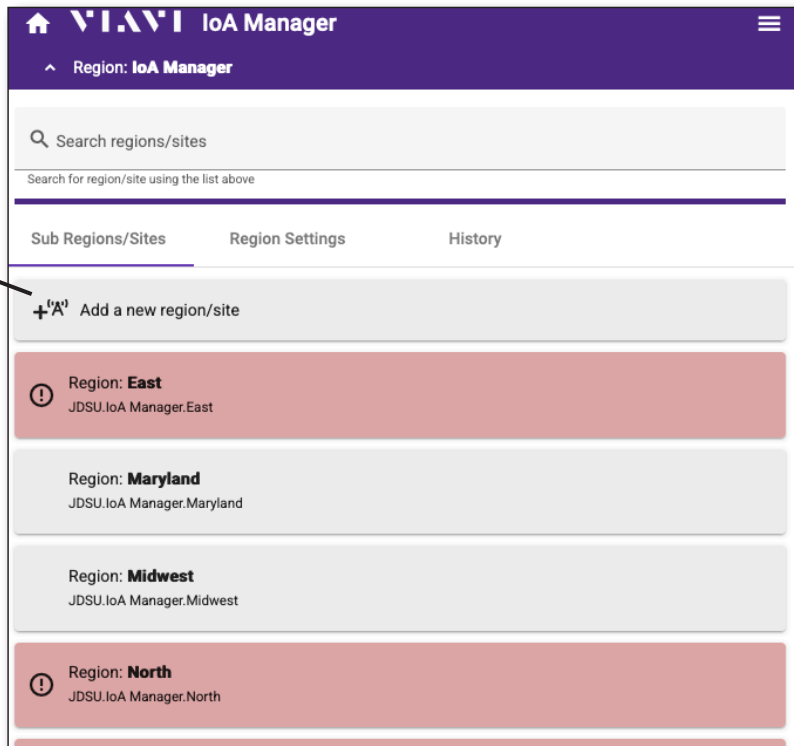 VIAVI IoA Manager
Region: IoA Manager
Search regions/sites
Search for region/site using the list above
Sub Regions/Sites Region Settings History
Add a new region/site
Region: East
JDSU.IoA Manager.East
Region: Maryland
JDSU.IoA Manager.Maryland
Region: Midwest
JDSU.IoA Manager.Midwest
Region: North
JDSU.IoA Manager.North